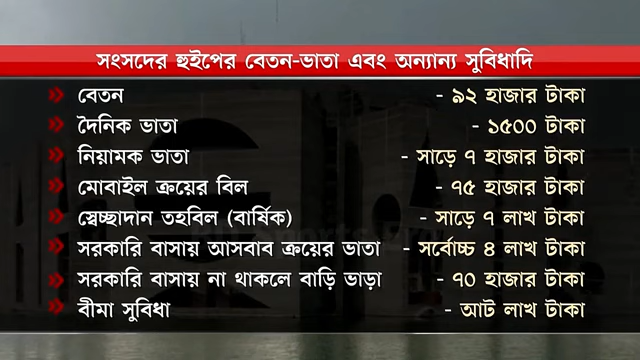 সংসদের হুইপের বেতন-ভাতা এবং অন্যান্য সুবিধাদি
বেতন - ৯২ হাজার টাকা
দৈনিক ভাতা - ১৫০০ টাকা
নিয়ামক ভাতা - সাড়ে ৭ হাজার টাকা
মোবাইল ক্রয়ের বিল - ৭৫ হাজার টাকা
স্বেচ্ছাদান তহবিল (বার্ষিক) - সাড়ে ৭ লাখ টাকা
সরকারি বাসায় আসবাব ক্রয়ের ভাতা - সর্বোচ্চ ৪ লাখ টাকা
সরকারি বাসায় না থাকলে বাড়ি ভাড়া - ৭০ হাজার টাকা
বীমা সুবিধা - আট লাখ টাকা